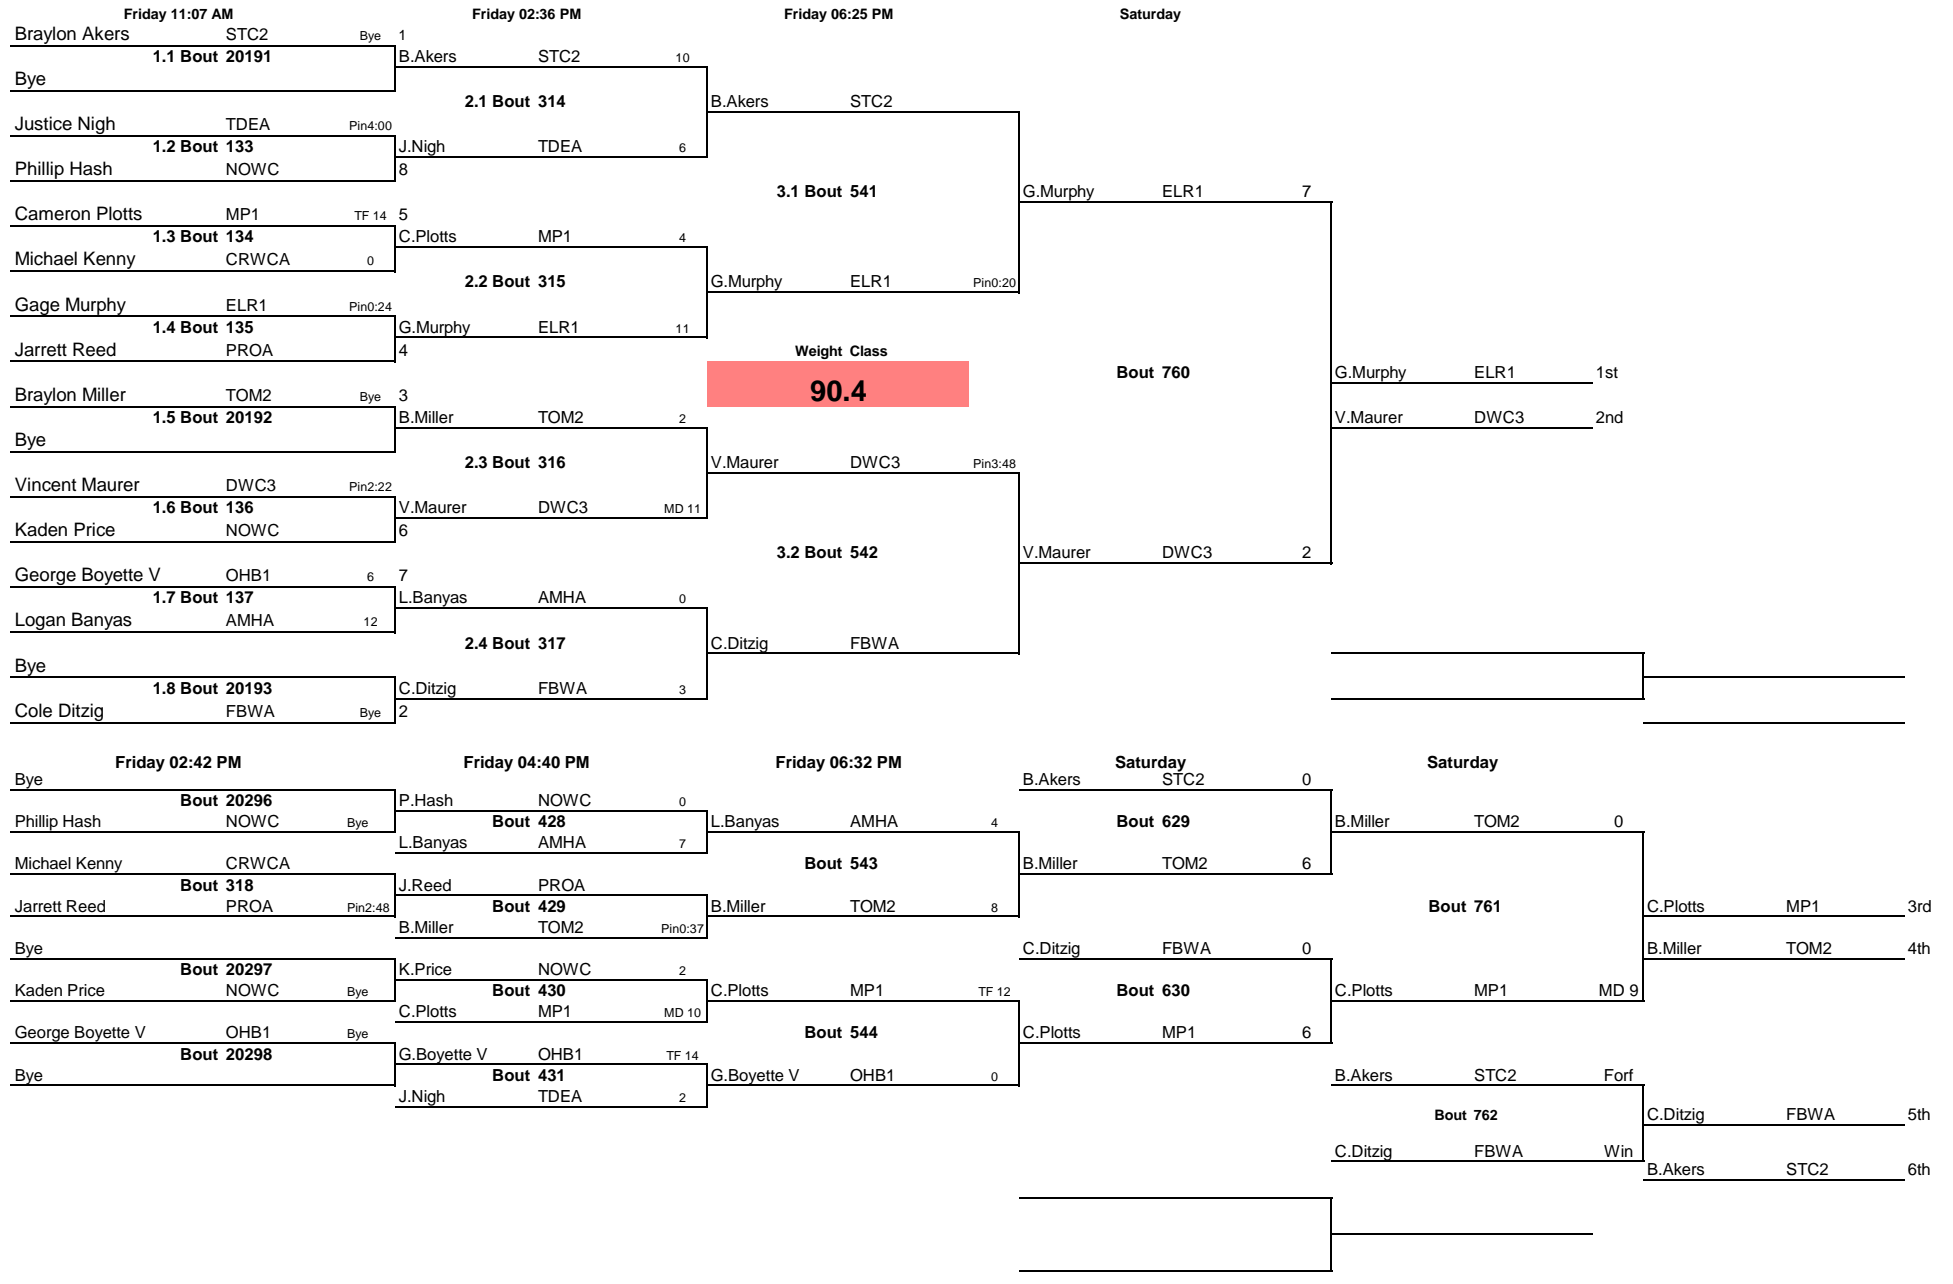 Friday 11:07 AM Friday 02:36 PM Friday 06:25 PM Saturday
Braylon Akers STC2 Bye 1
1.1 Bout 20191 B.Akers STC2 10
Bye
2.1 Bout 314 B.Akers STC2
Justice Nigh TDEA Pin4:00
1.2 Bout 133 J.Nigh TDEA 6
Phillip Hash NOWC 8
3.1 Bout 541 G.Murphy ELR1 7
Cameron Plotts MP1 TF 14 5
1.3 Bout 134 C.Plotts MP1 4
Michael Kenny CRWCA 0
2.2 Bout 315 G.Murphy ELR1 Pin0:20
Gage Murphy ELR1 Pin0:24
1.4 Bout 135 G.Murphy ELR1 11
Jarrett Reed PROA 4 Weight Class
Bout 760 G.Murphy ELR1 1st
Braylon Miller TOM2 Bye 3 90.4
1.5 Bout 20192 B.Miller TOM2 2 V.Maurer DWC3 2nd
Bye
2.3 Bout 316 V.Maurer DWC3 Pin3:48
Vincent Maurer DWC3 Pin2:22
1.6 Bout 136 V.Maurer DWC3 MD 11
Kaden Price NOWC 6
3.2 Bout 542 V.Maurer DWC3 2
George Boyette V OHB1 6 7
1.7 Bout 137 L.Banyas AMHA 0
Logan Banyas AMHA 12
2.4 Bout 317 C.Ditzig FBWA
Bye
1.8 Bout 20193 C.Ditzig FBWA 3
Cole Ditzig FBWA Bye 2
Friday 02:42 PM Friday 04:40 PM Friday 06:32 PM Saturday Saturday
Bye B.Akers STC2 0
Bout 20296 P.Hash NOWC 0
Phillip Hash NOWC Bye Bout 428 L.Banyas AMHA 4 Bout 629 B.Miller TOM2 0
L.Banyas AMHA 7
Michael Kenny CRWCA Bout 543 B.Miller TOM2 6
Bout 318 J.Reed PROA
Jarrett Reed PROA Pin2:48 Bout 429 B.Miller TOM2 8 Bout 761 C.Plotts MP1 3rd
B.Miller TOM2 Pin0:37
Bye C.Ditzig FBWA 0 B.Miller TOM2 4th
Bout 20297 K.Price NOWC 2
Kaden Price NOWC Bye Bout 430 C.Plotts MP1 TF 12 Bout 630 C.Plotts MP1 MD 9
C.Plotts MP1 MD 10
George Boyette V OHB1 Bye Bout 544 C.Plotts MP1 6
Bout 20298 G.Boyette V OHB1 TF 14
Bye Bout 431 G.Boyette V OHB1 0 B.Akers STC2 Forf
J.Nigh TDEA 2
Bout 762 C.Ditzig FBWA 5th
C.Ditzig FBWA Win
B.Akers STC2 6th